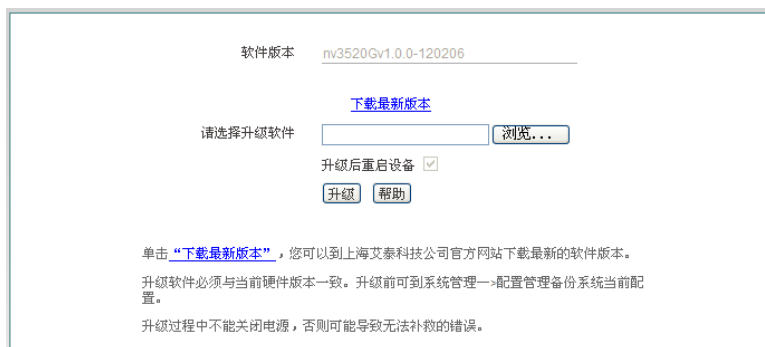 软件版本 nv3520Gv1.0.0-120206
下载最新版本
请选择升级软件 浏览...
升级后重启设备
升级 帮助
单击“下载最新版本”，您可以到上海艾泰科技公司官方网站下载最新的软件版本。
升级软件必须与当前硬件版本一致。升级前可到系统管理—>配置管理备份系统当前配
置。
升级过程中不能关闭电源，否则可能导致无法补救的错误。